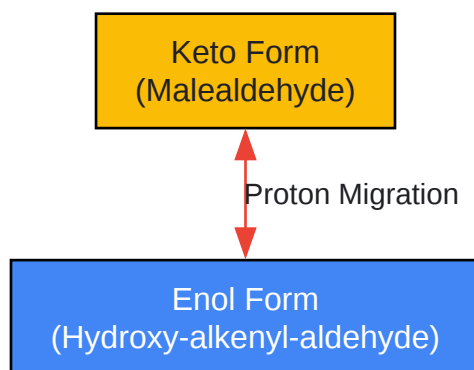 Keto Form
(Malealdehyde)
Proton Migration
Enol Form
(Hydroxy-alkenyl-aldehyde)